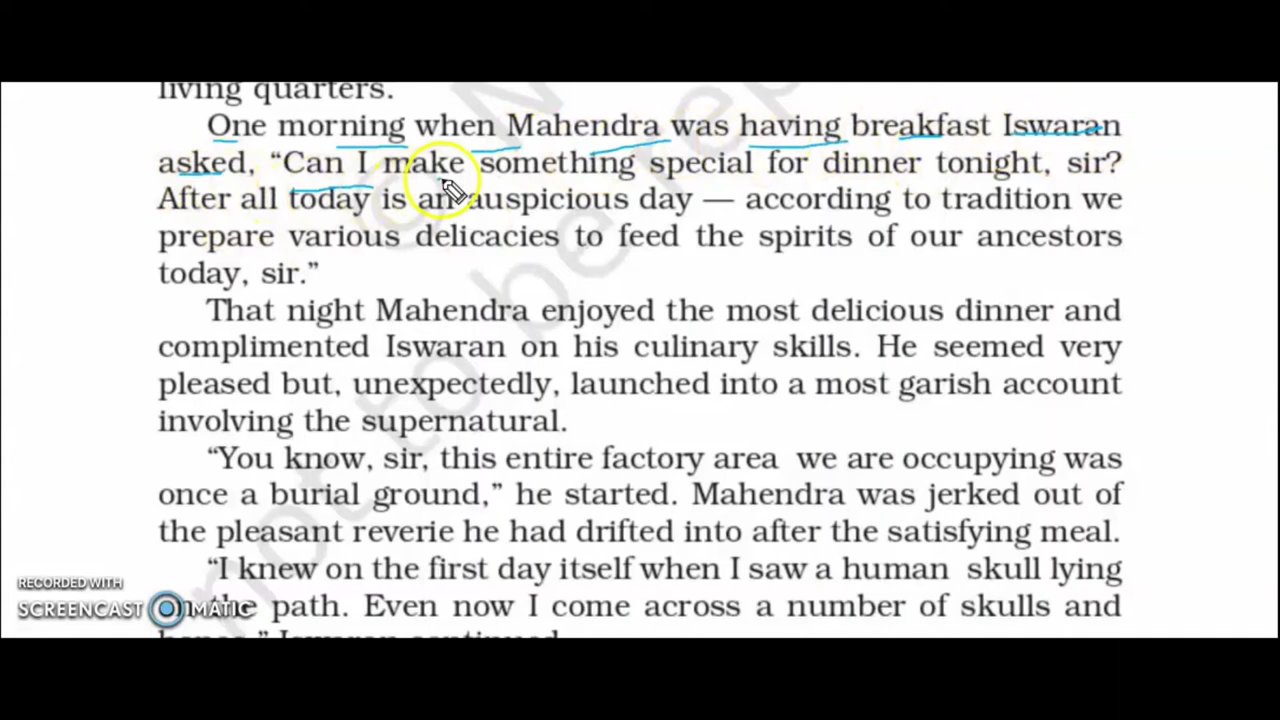 living quarters.
One morning when Mahendra was having breakfast Iswaran
asked, “Can I make something special for dinner tonight, sir?
After all today is an auspicious day — according to tradition we
prepare various delicacies to feed the spirits of our ancestors
today, sir.”
That night Mahendra enjoyed the most delicious dinner and
complimented Iswaran on his culinary skills. He seemed very
pleased but, unexpectedly, launched into a most garish account
involving the supernatural.
“You know, sir, this entire factory area we are occupying was
once a burial ground,” he started. Mahendra was jerked out of
the pleasant reverie he had drifted into after the satisfying meal.
“I knew on the first day itself when I saw a human skull lying
the path. Even now I come across a number of skulls and
Iswaran continued.
RECORDED WITH
SCREENCAST MATIC
not to be